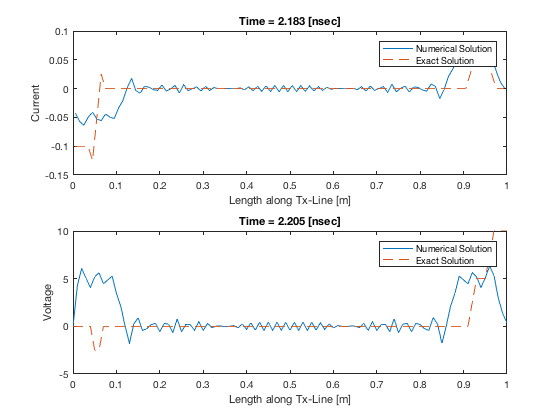 Time = 2.183 [nsec]
0.1
0.05
0
-0.05
-0.1
-0.15
Current
Numerical Solution
Exact Solution
0 0.1 0.2 0.3 0.4 0.5 0.6 0.7 0.8 0.9 1
Length along Tx-Line [m]
Time = 2.205 [nsec]
10
5
0
-5
Voltage
Numerical Solution
Exact Solution
0 0.1 0.2 0.3 0.4 0.5 0.6 0.7 0.8 0.9 1
Length along Tx-Line [m]